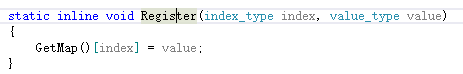 static inline void Register(index_type index, value_type value)
{
    GetMap()[index] = value;
}